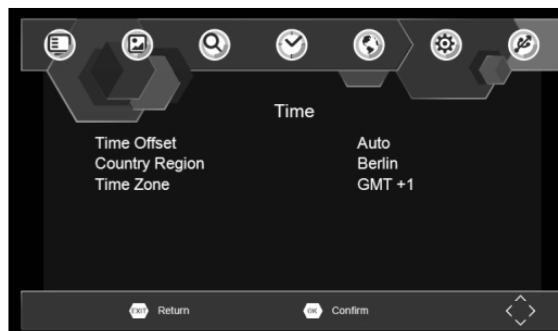 Time
Time Offset Auto
Country Region Berlin
Time Zone GMT +1
EXIT Return OK Confirm